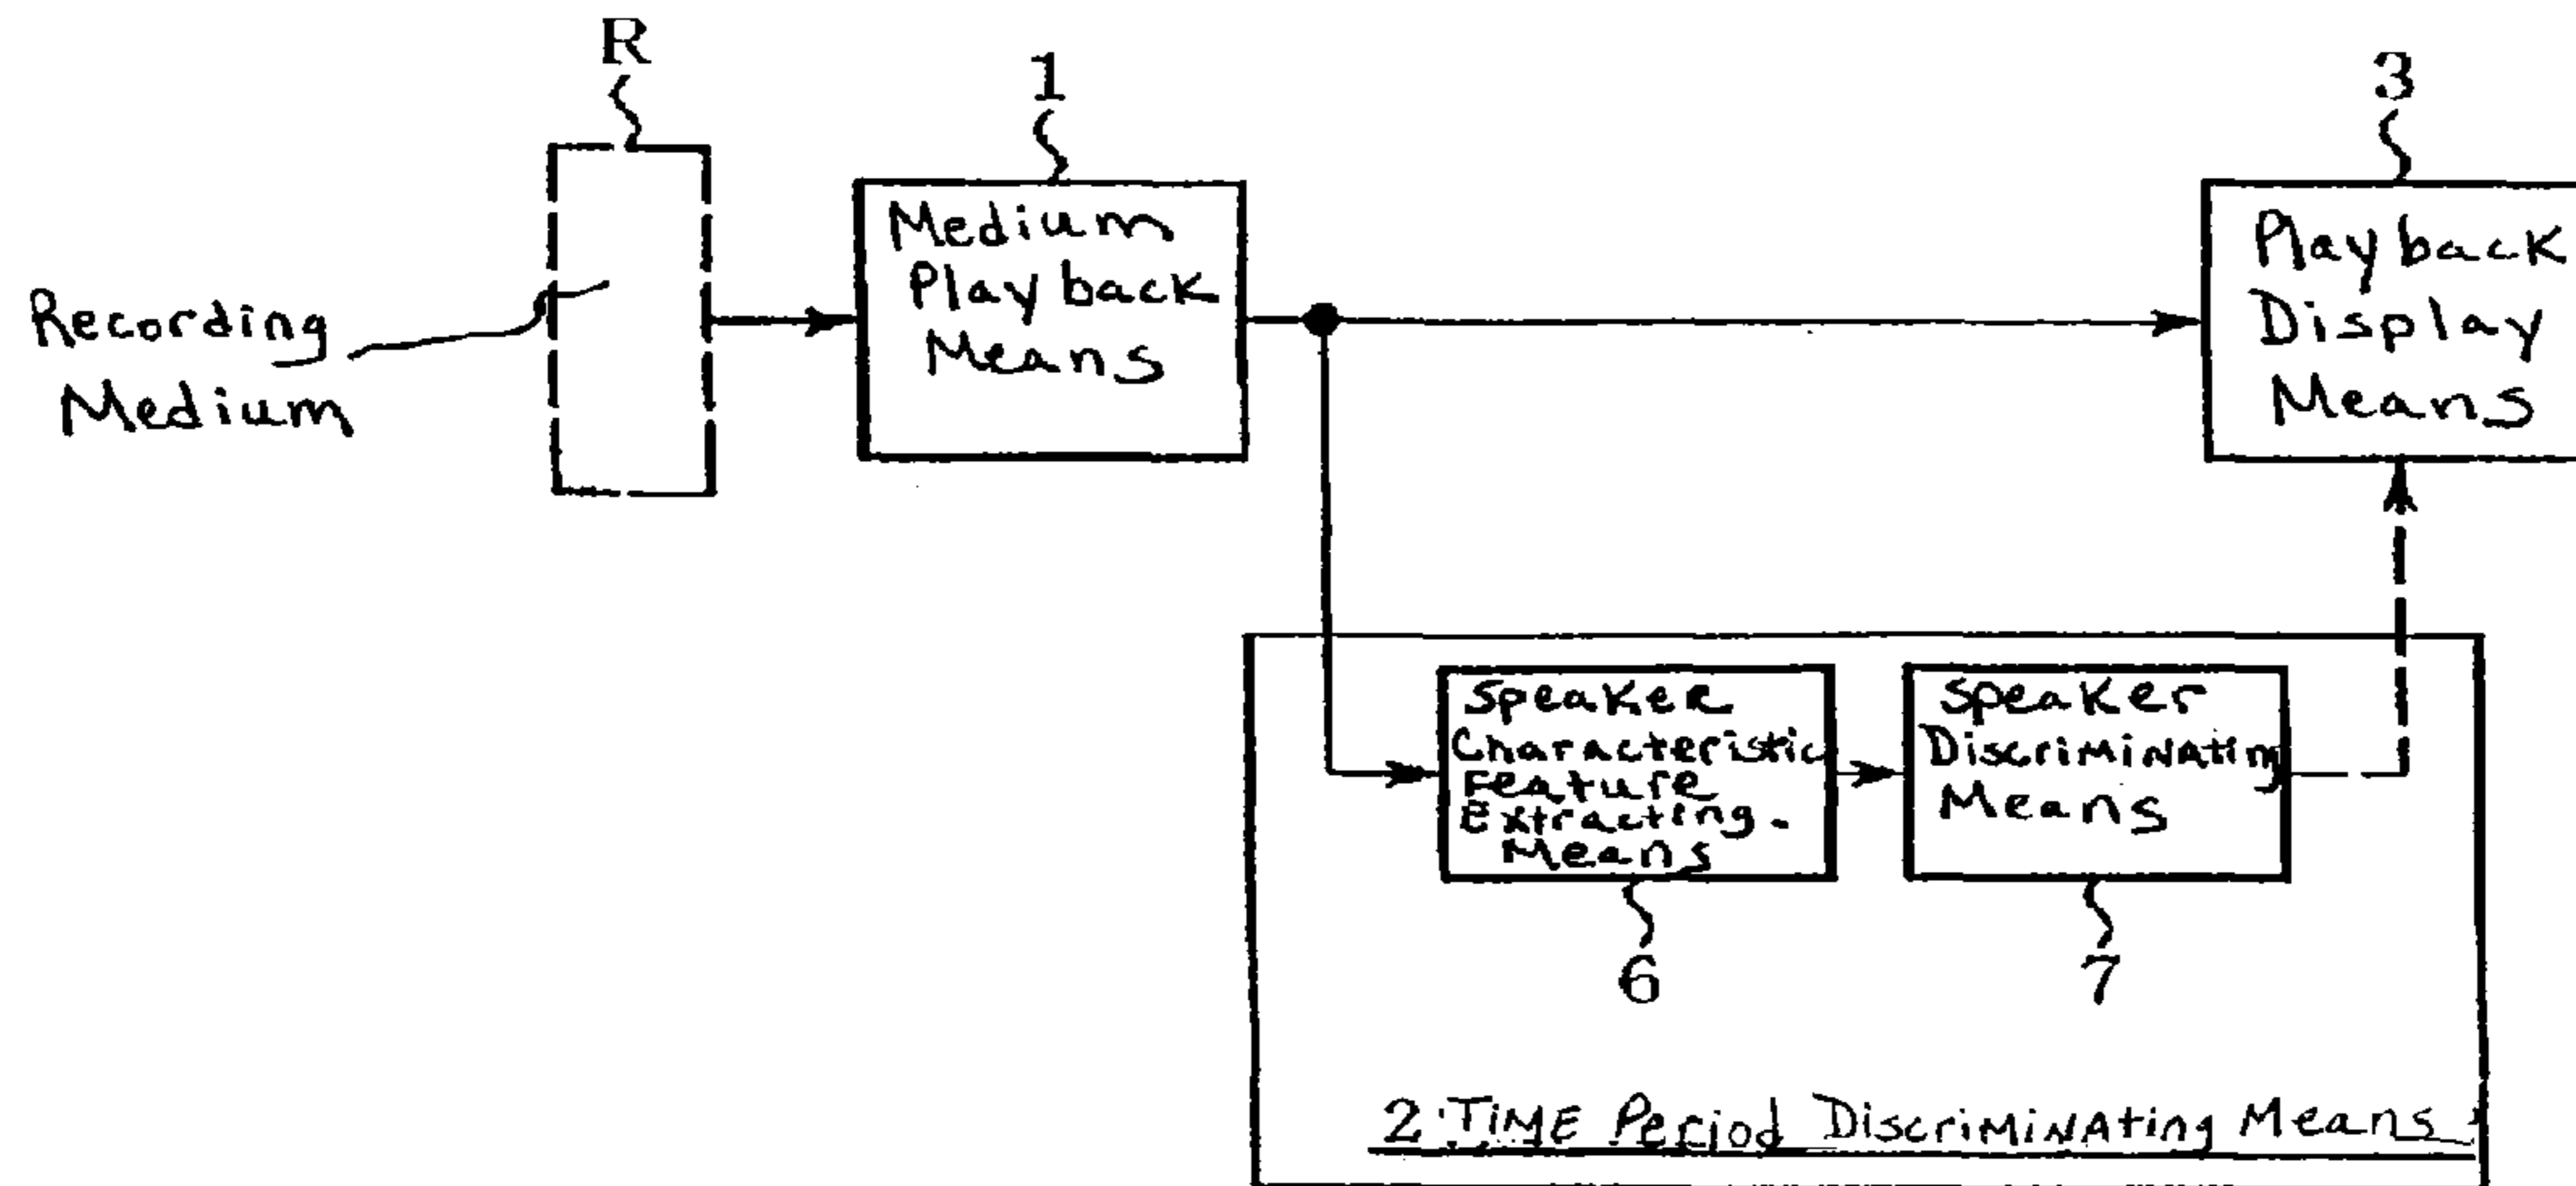 R
1
3
Recording
Medium
Medium
Playback
Means
Playback
Display
Means
Speaker
Characteristic
Feature
Extracting.
Means
Speaker
Discriminating
Means
6
7
2 TIME Period Discriminating Means